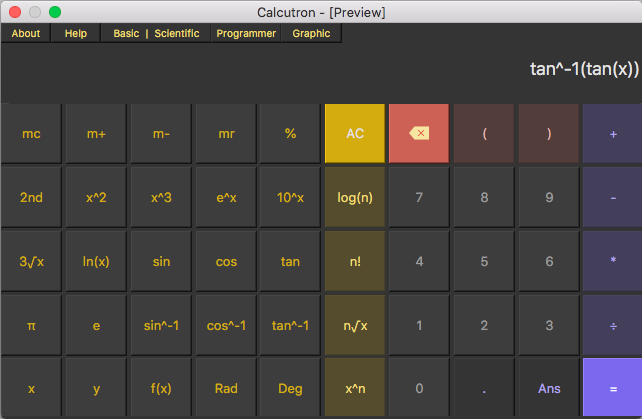 Calcutron - [Preview]
About Help Basic | Scientific Programmer Graphic
tan^-1(tan(x))
mc m+ m- mr % AC ( ) +
2nd x^2 x^3 e^x 10^x log(n) 7 8 9 -
3√x ln(x) sin cos tan n! 4 5 6 *
π e sin^-1 cos^-1 tan^-1 n√x 1 2 3 ÷
x y f(x) Rad Deg x^n 0 . Ans =